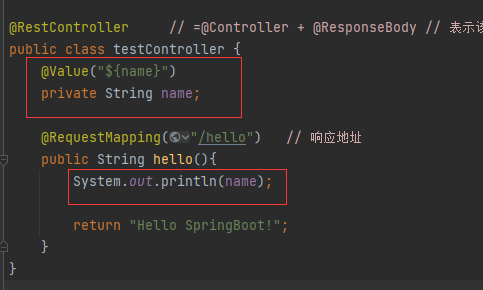 @RestController // =@Controller + @ResponseBody // 表示
public class testController {
@Value("${name}")
private String name;
@RequestMapping("/hello") // 响应地址
public String hello(){
System.out.println(name);
return "Hello SpringBoot!";
}
}